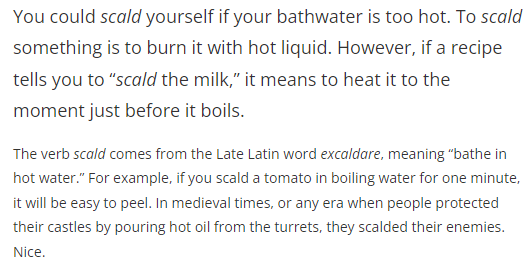 You could scald yourself if your bathwater is too hot. To scald
something is to burn it with hot liquid. However, if a recipe
tells you to “scald the milk,” it means to heat it to the
moment just before it boils.
The verb scald comes from the Late Latin word excaldare, meaning “bathe in
hot water.” For example, if you scald a tomato in boiling water for one minute,
it will be easy to peel. In medieval times, or any era when people protected
their castles by pouring hot oil from the turrets, they scalded their enemies.
Nice.